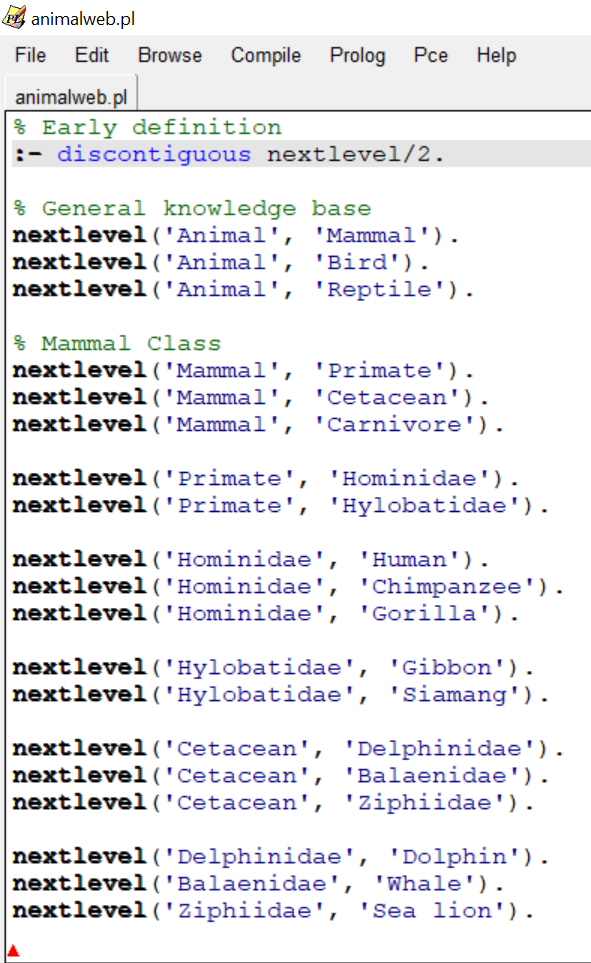 animalweb.pl
File Edit Browse Compile Prolog Pce Help
animalweb.pl
% Early definition
:- discontiguous nextlevel/2.
% General knowledge base
nextlevel('Animal', 'Mammal').
nextlevel('Animal', 'Bird').
nextlevel('Animal', 'Reptile').
% Mammal Class
nextlevel('Mammal', 'Primate').
nextlevel('Mammal', 'Cetacean').
nextlevel('Mammal', 'Carnivore').
nextlevel('Primate', 'Hominidae').
nextlevel('Primate', 'Hylobatidae').
nextlevel('Hominidae', 'Human').
nextlevel('Hominidae', 'Chimpanzee').
nextlevel('Hominidae', 'Gorilla').
nextlevel('Hylobatidae', 'Gibbon').
nextlevel('Hylobatidae', 'Siamang').
nextlevel('Cetacean', 'Delphinidae').
nextlevel('Cetacean', 'Balaenidae').
nextlevel('Cetacean', 'Ziphiidae').
nextlevel('Delphinidae', 'Dolphin').
nextlevel('Balaenidae', 'Whale').
nextlevel('Ziphiidae', 'Sea lion').